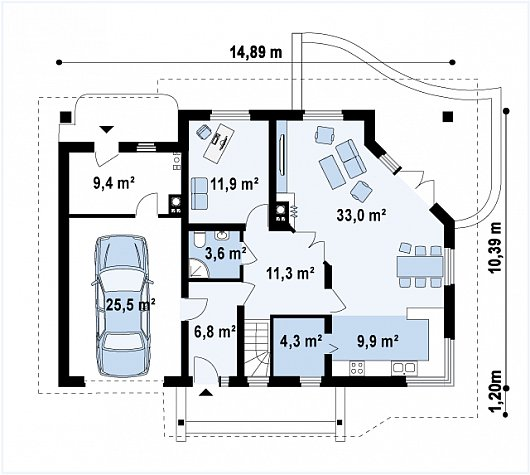 14,89 m
9,4 m²
11,9 m²
33,0 m²
10,39 m
3,6 m²
11,3 m²
25,5 m²
6,8 m²
4,3 m²
9,9 m²
1,20m